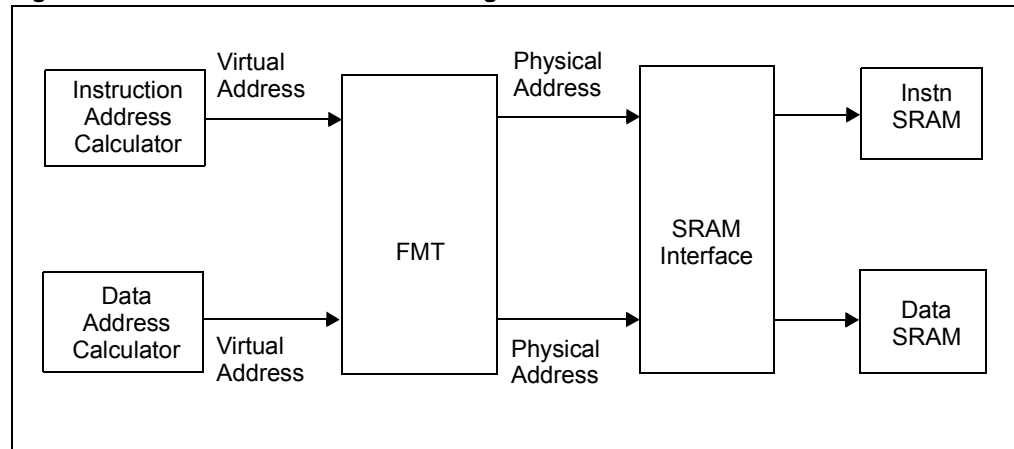 Instruction
Address
Calculator
Virtual
Address
FMT
Physical
Address
SRAM
Interface
Instn
SRAM
Data
Address
Calculator
Virtual
Address
Physical
Address
Data
SRAM